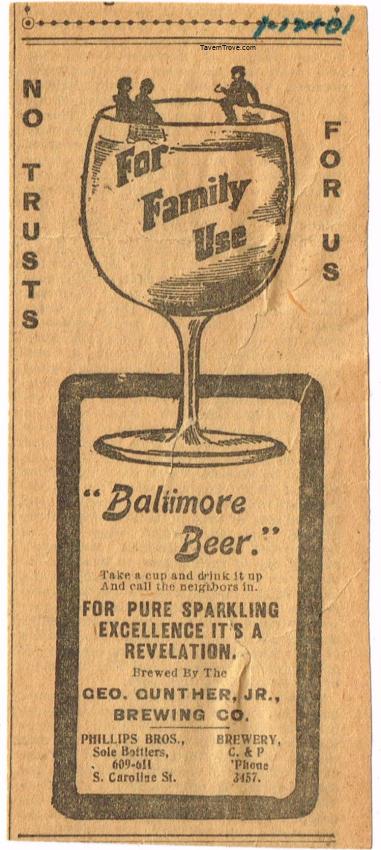 1-12-01
TavernTrove.com
NO TRUSTS
FOR US
For
Family
Use
"Baltimore
Beer."
Take a cup and drink it up
And call the neighbors in.
FOR PURE SPARKLING
EXCELLENCE IT'S A
REVELATION.
Brewed By The
GEO. GUNTHER, JR.,
BREWING CO.
PHILLIPS BROS.,
Sole Bottlers,
609-611
S. Caroline St.
BREWERY,
C. & P
'Phone
3457.